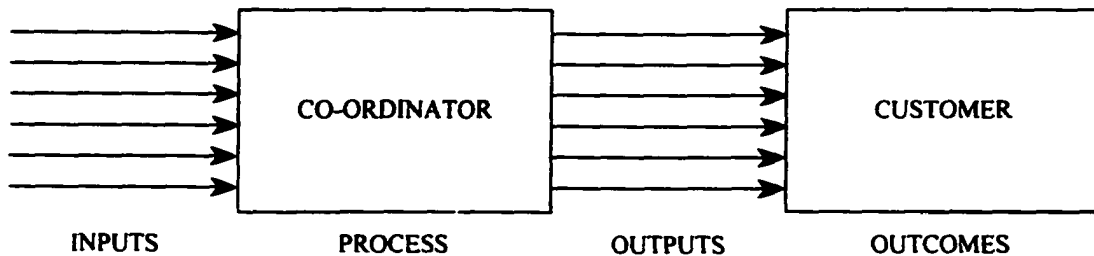 CO-ORDINATOR
CUSTOMER
INPUTS
PROCESS
OUTPUTS
OUTCOMES